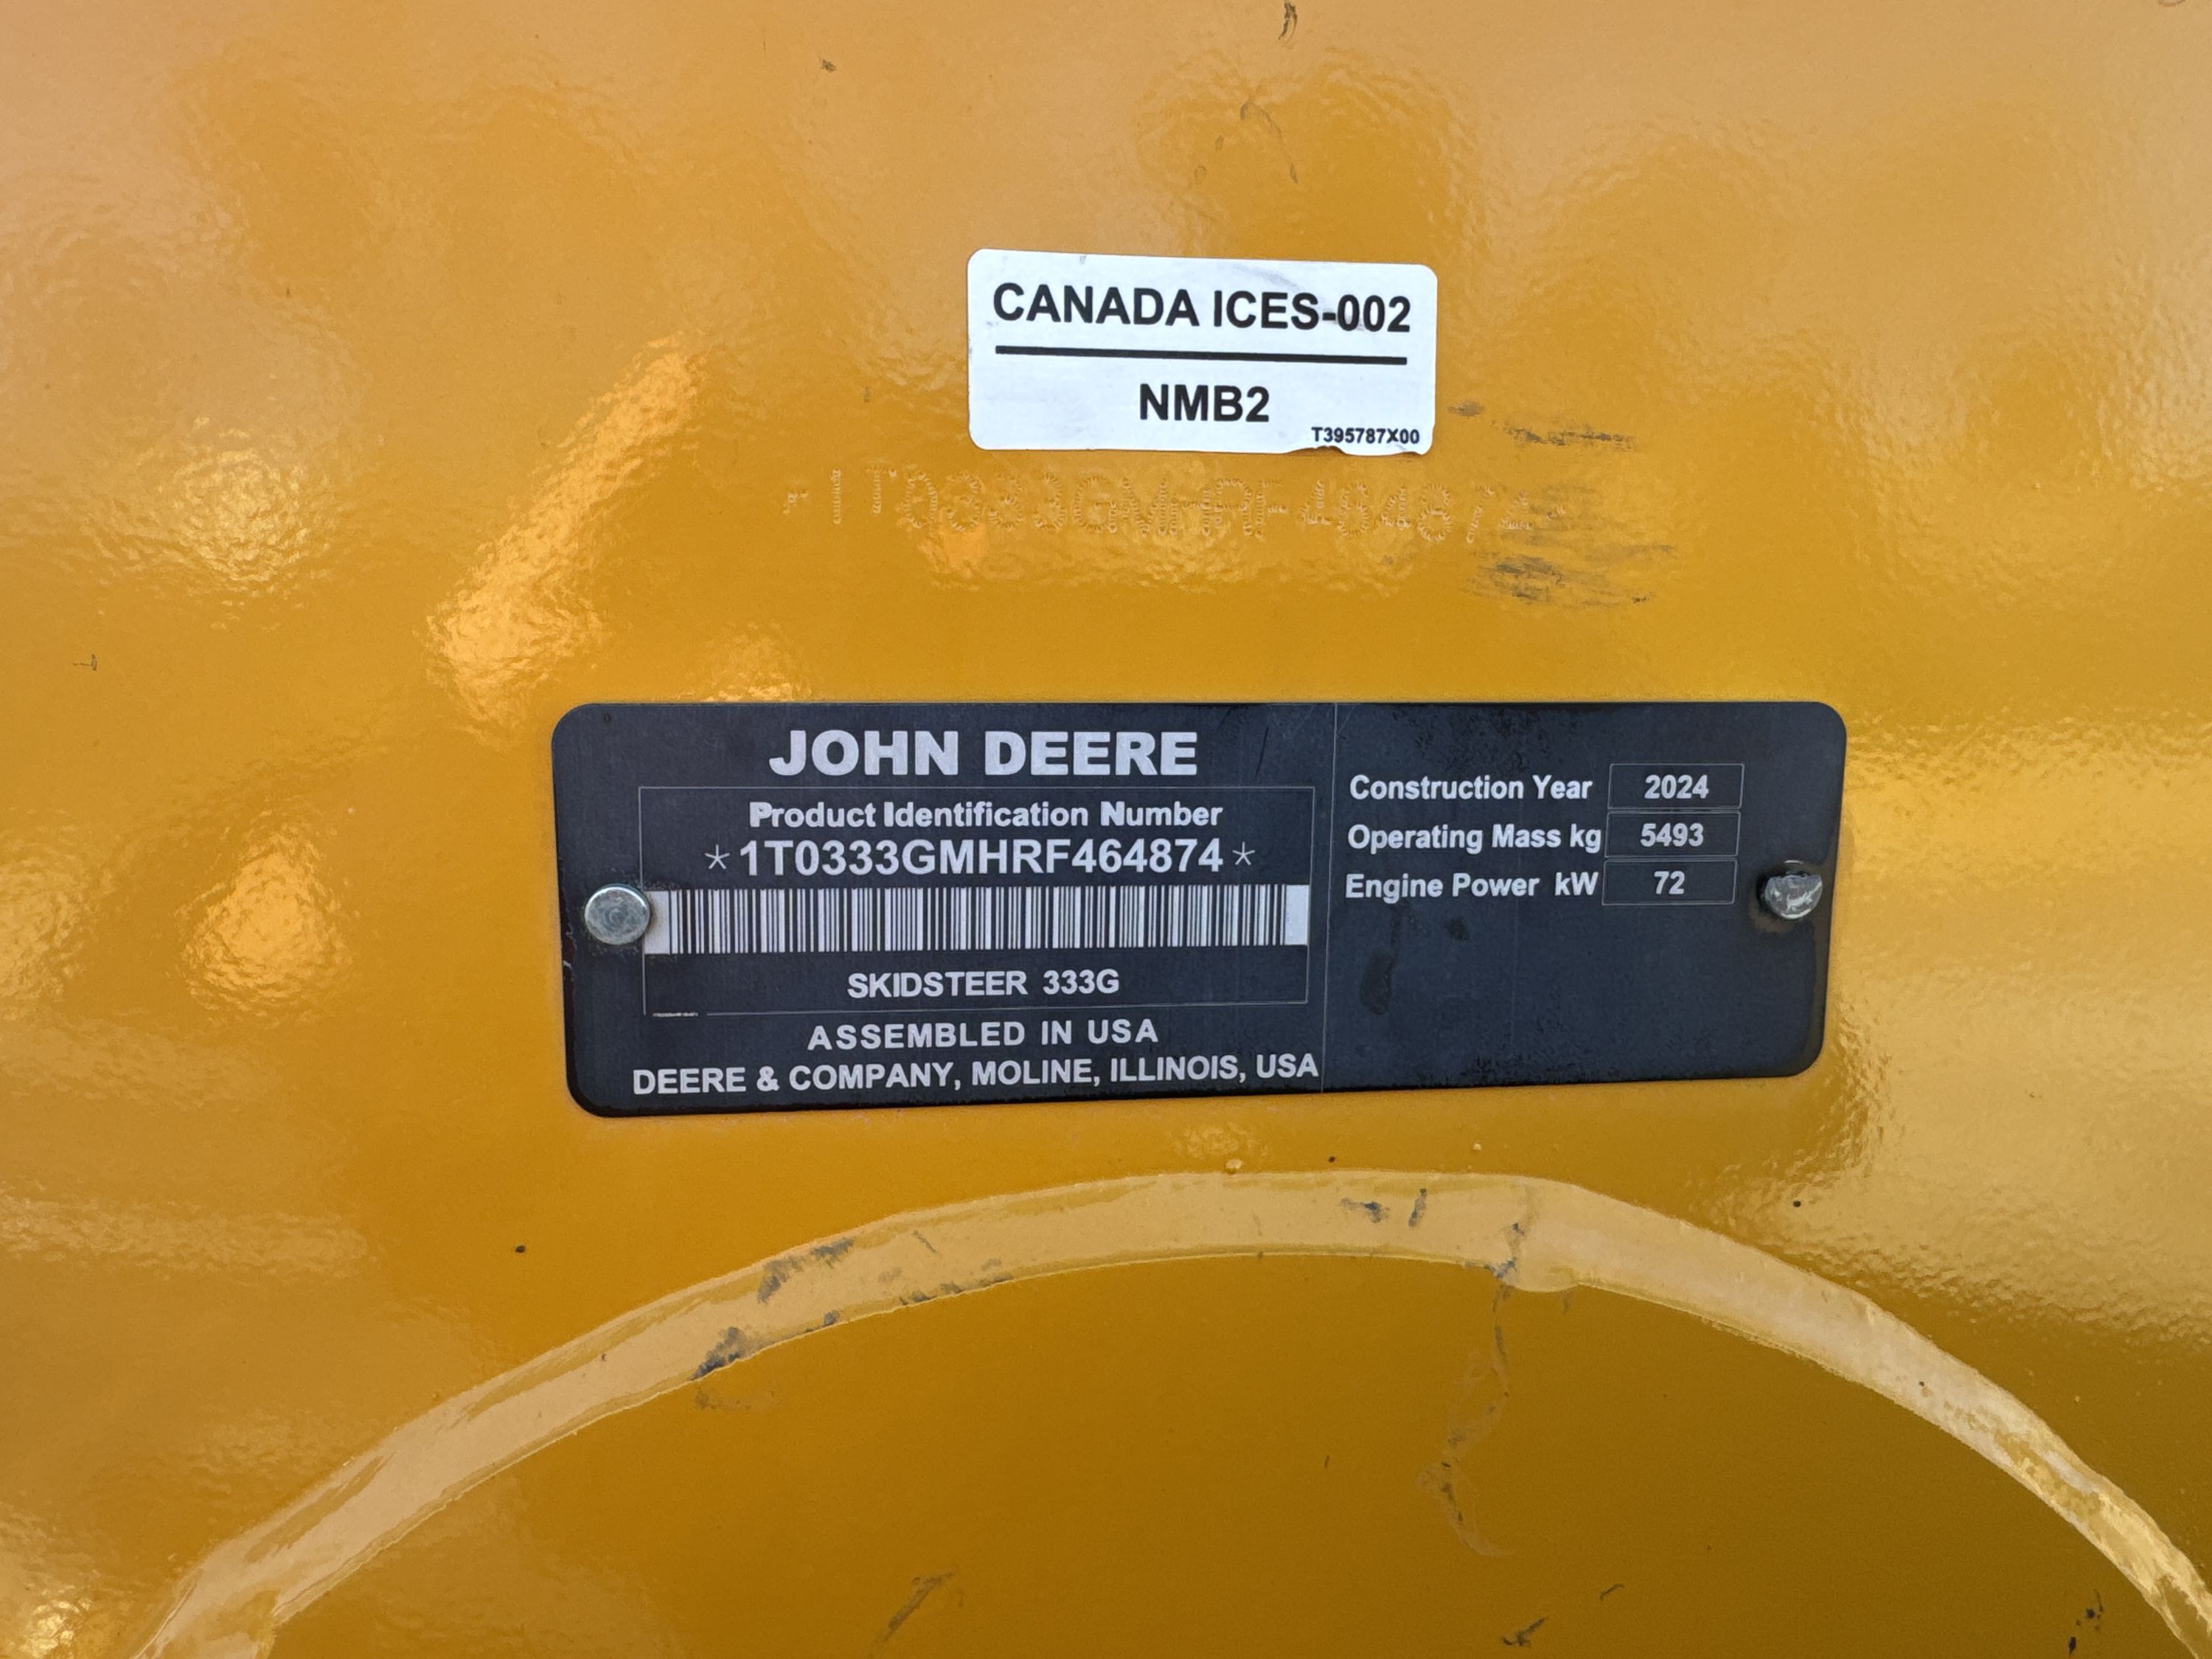 CANADA ICES-002
NMB2
T395787X00
JOHN DEERE
Product Identification Number
*1T0333GMHRF464874*
SKIDSTEER 333G
ASSEMBLED IN USA
DEERE & COMPANY, MOLINE, ILLINOIS, USA
Construction Year 2024
Operating Mass kg 5493
Engine Power kW 72